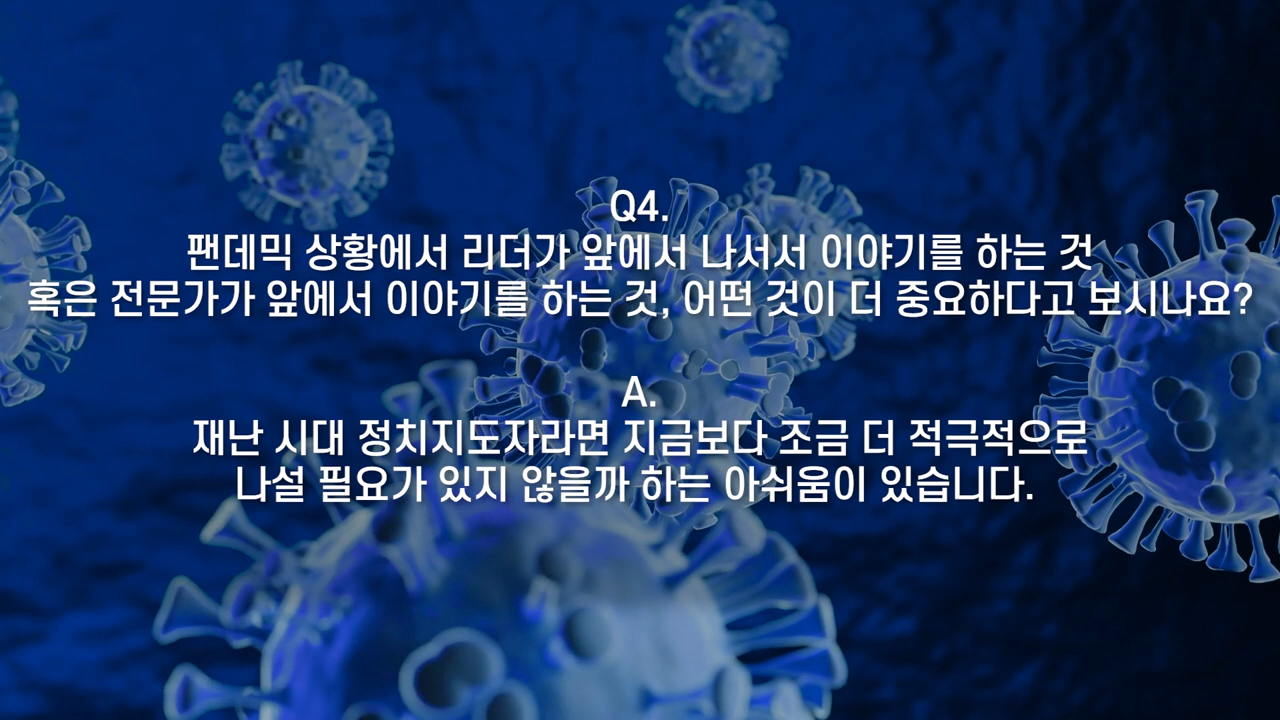 Q4.
팬데믹 상황에서 리더가 앞에서 나서서 이야기를 하는 것
혹은 전문가가 앞에서 이야기를 하는 것, 어떤 것이 더 중요하다고 보시나요?
A.
재난 시대 정치지도자라면 지금보다 조금 더 적극적으로
나설 필요가 있지 않을까 하는 아쉬움이 있습니다.